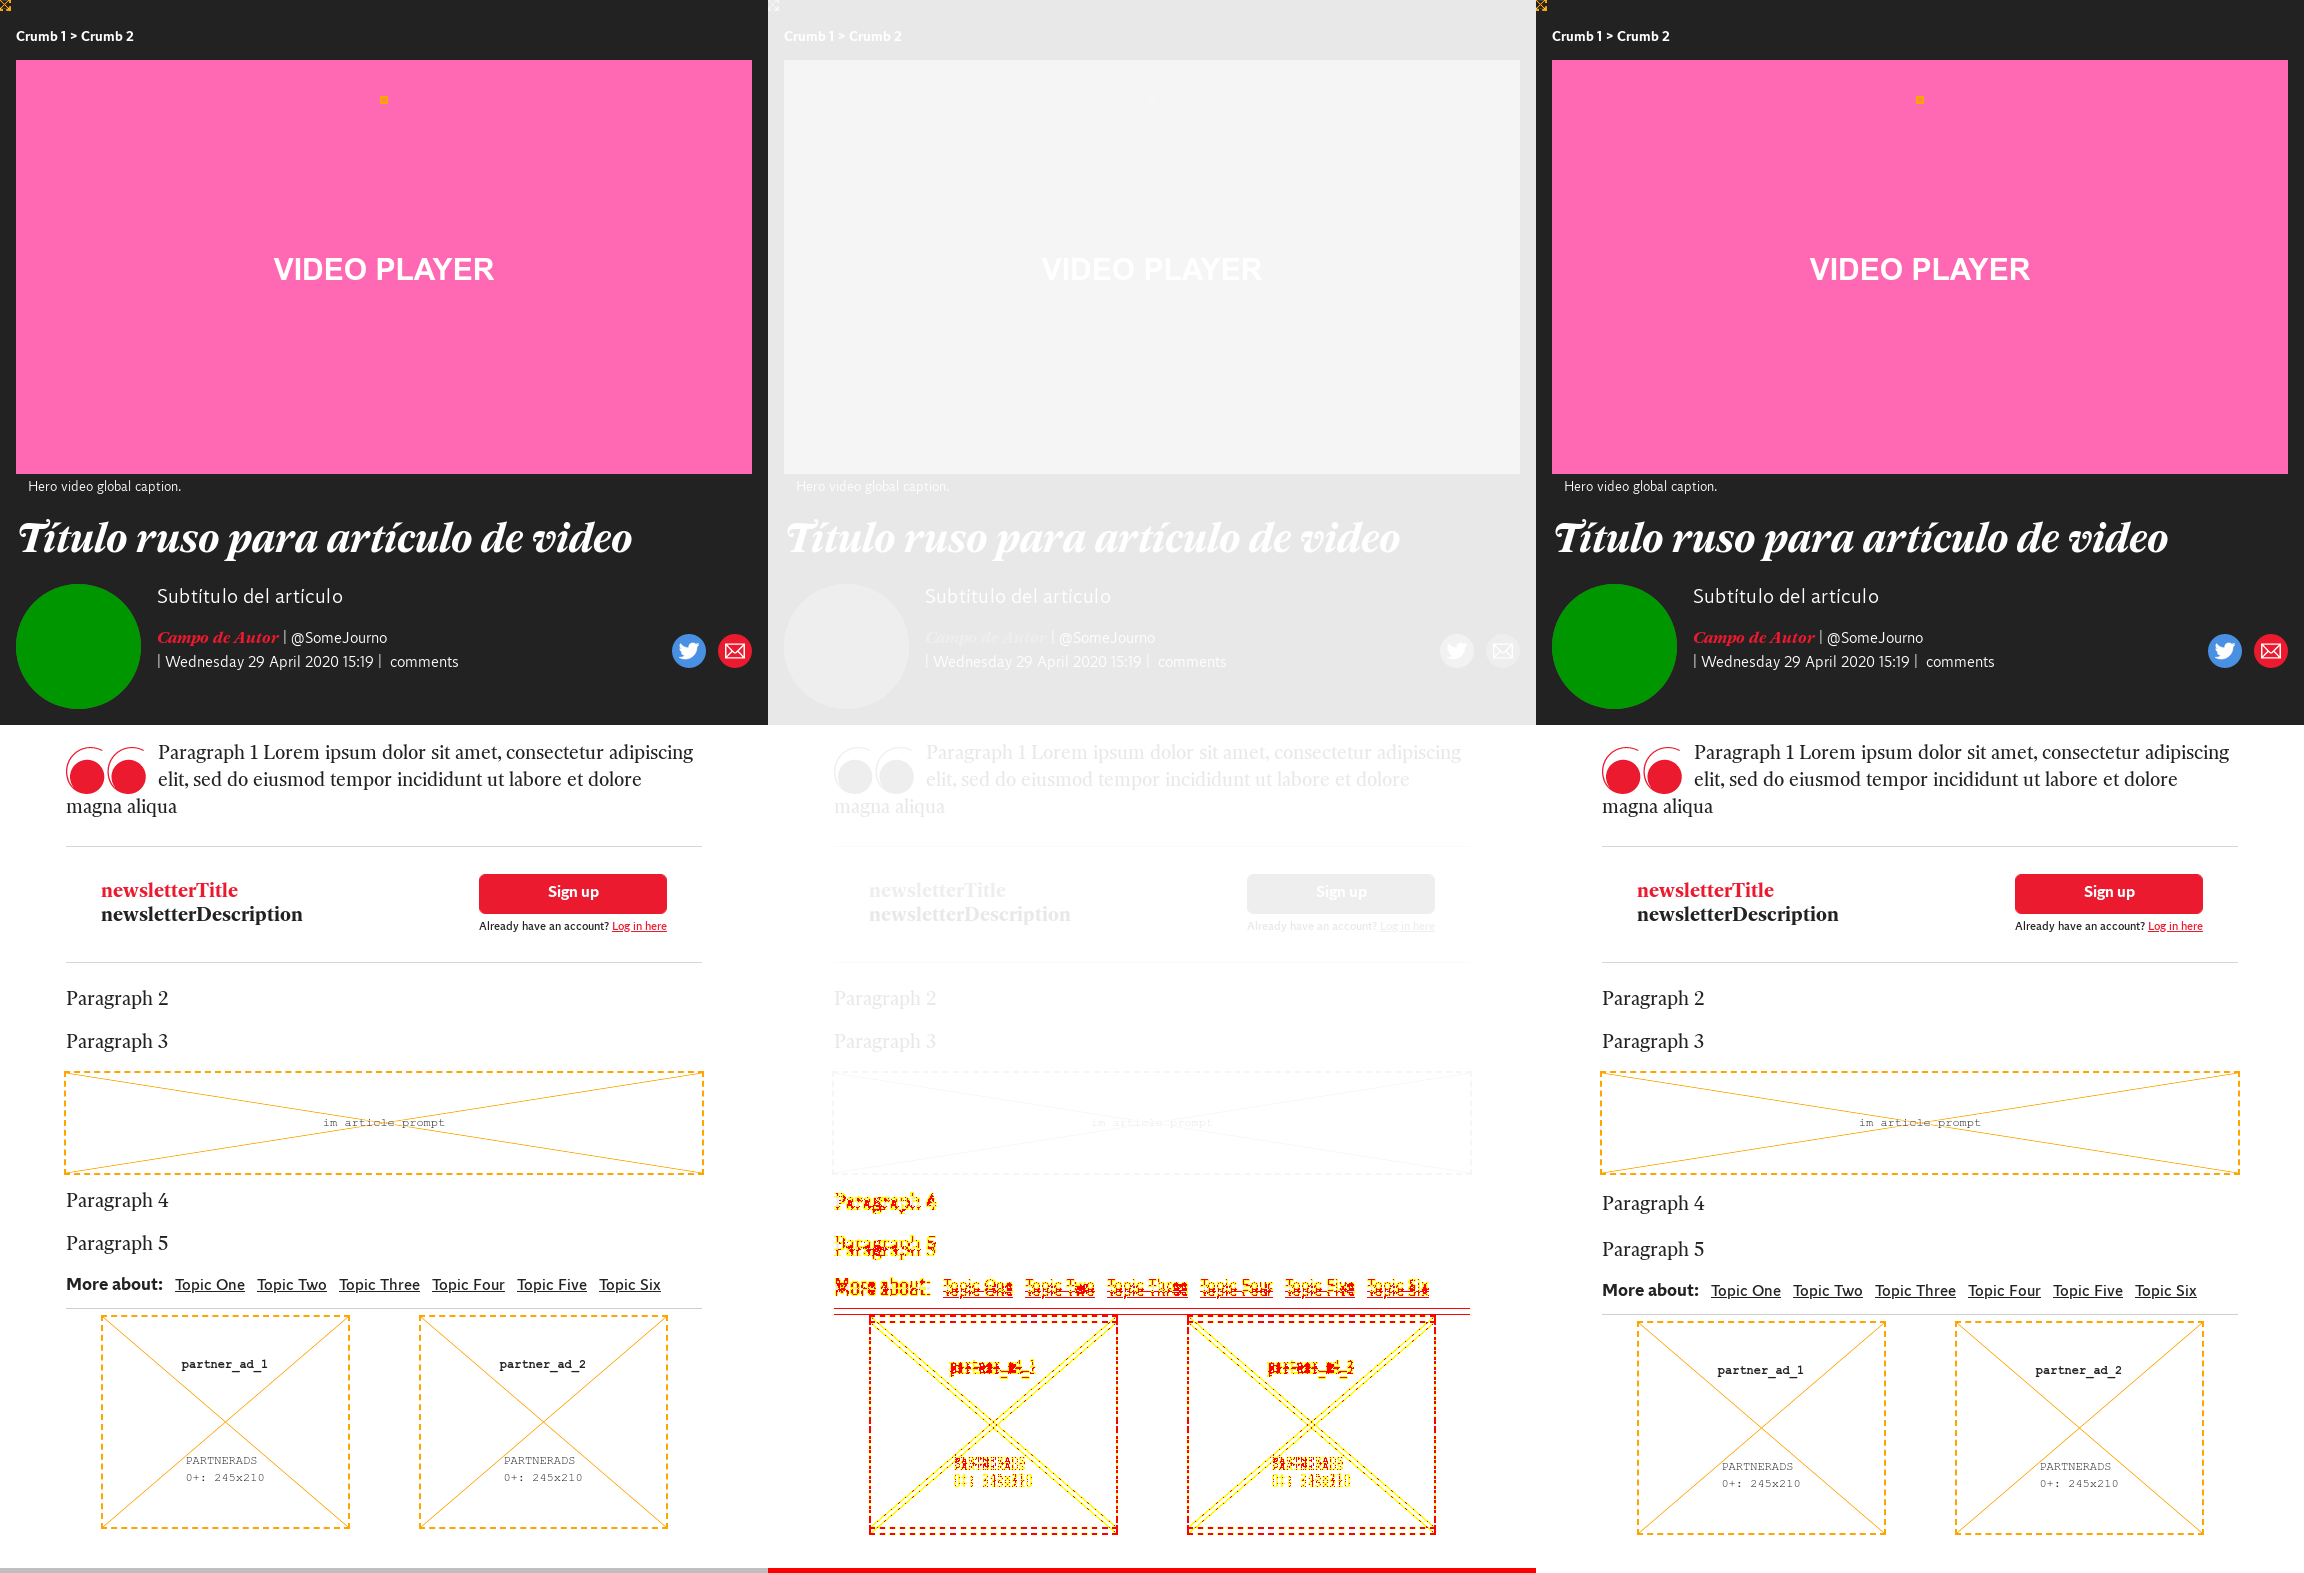 Crumb 1 > Crumb 2
VIDEO PLAYER
Hero video global caption.
Título ruso para artículo de video
Subtítulo del artículo
Campo de Autor | @SomeJourno
| Wednesday 29 April 2020 15:19 | comments
Paragraph 1 Lorem ipsum dolor sit amet, consectetur adipiscing
elit, sed do eiusmod tempor incididunt ut labore et dolore
magna aliqua
newsletterTitle
newsletterDescription
Sign up
Already have an account? Log in here
Paragraph 2
Paragraph 3
im article prompt
Paragraph 4
Paragraph 5
More about: Topic One Topic Two Topic Three Topic Four Topic Five Topic Six
partner_ad_1
PARTNERADS
0+: 245x210
partner_ad_2
PARTNERADS
0+: 245x210
Crumb 1 > Crumb 2
VIDEO PLAYER
Hero video global caption.
Título ruso para artículo de video
Subtítulo del artículo
Campo de Autor | @SomeJourno
| Wednesday 29 April 2020 15:19 | comments
Paragraph 1 Lorem ipsum dolor sit amet, consectetur adipiscing
elit, sed do eiusmod tempor incididunt ut labore et dolore
magna aliqua
newsletterTitle
newsletterDescription
Sign up
Already have an account? Log in here
Paragraph 2
Paragraph 3
im article prompt
Paragraph 4
Paragraph 5
More about: Topic One Topic Two Topic Three Topic Four Topic Five Topic Six
partner_ad_1
PARTNERADS
0+: 245x210
partner_ad_2
PARTNERADS
0+: 245x210
Crumb 1 > Crumb 2
VIDEO PLAYER
Hero video global caption.
Título ruso para artículo de video
Subtítulo del artículo
Campo de Autor | @SomeJourno
| Wednesday 29 April 2020 15:19 | comments
Paragraph 1 Lorem ipsum dolor sit amet, consectetur adipiscing
elit, sed do eiusmod tempor incididunt ut labore et dolore
magna aliqua
newsletterTitle
newsletterDescription
Sign up
Already have an account? Log in here
Paragraph 2
Paragraph 3
im article prompt
Paragraph 4
Paragraph 5
More about: Topic One Topic Two Topic Three Topic Four Topic Five Topic Six
partner_ad_1
PARTNERADS
0+: 245x210
partner_ad_2
PARTNERADS
0+: 245x210